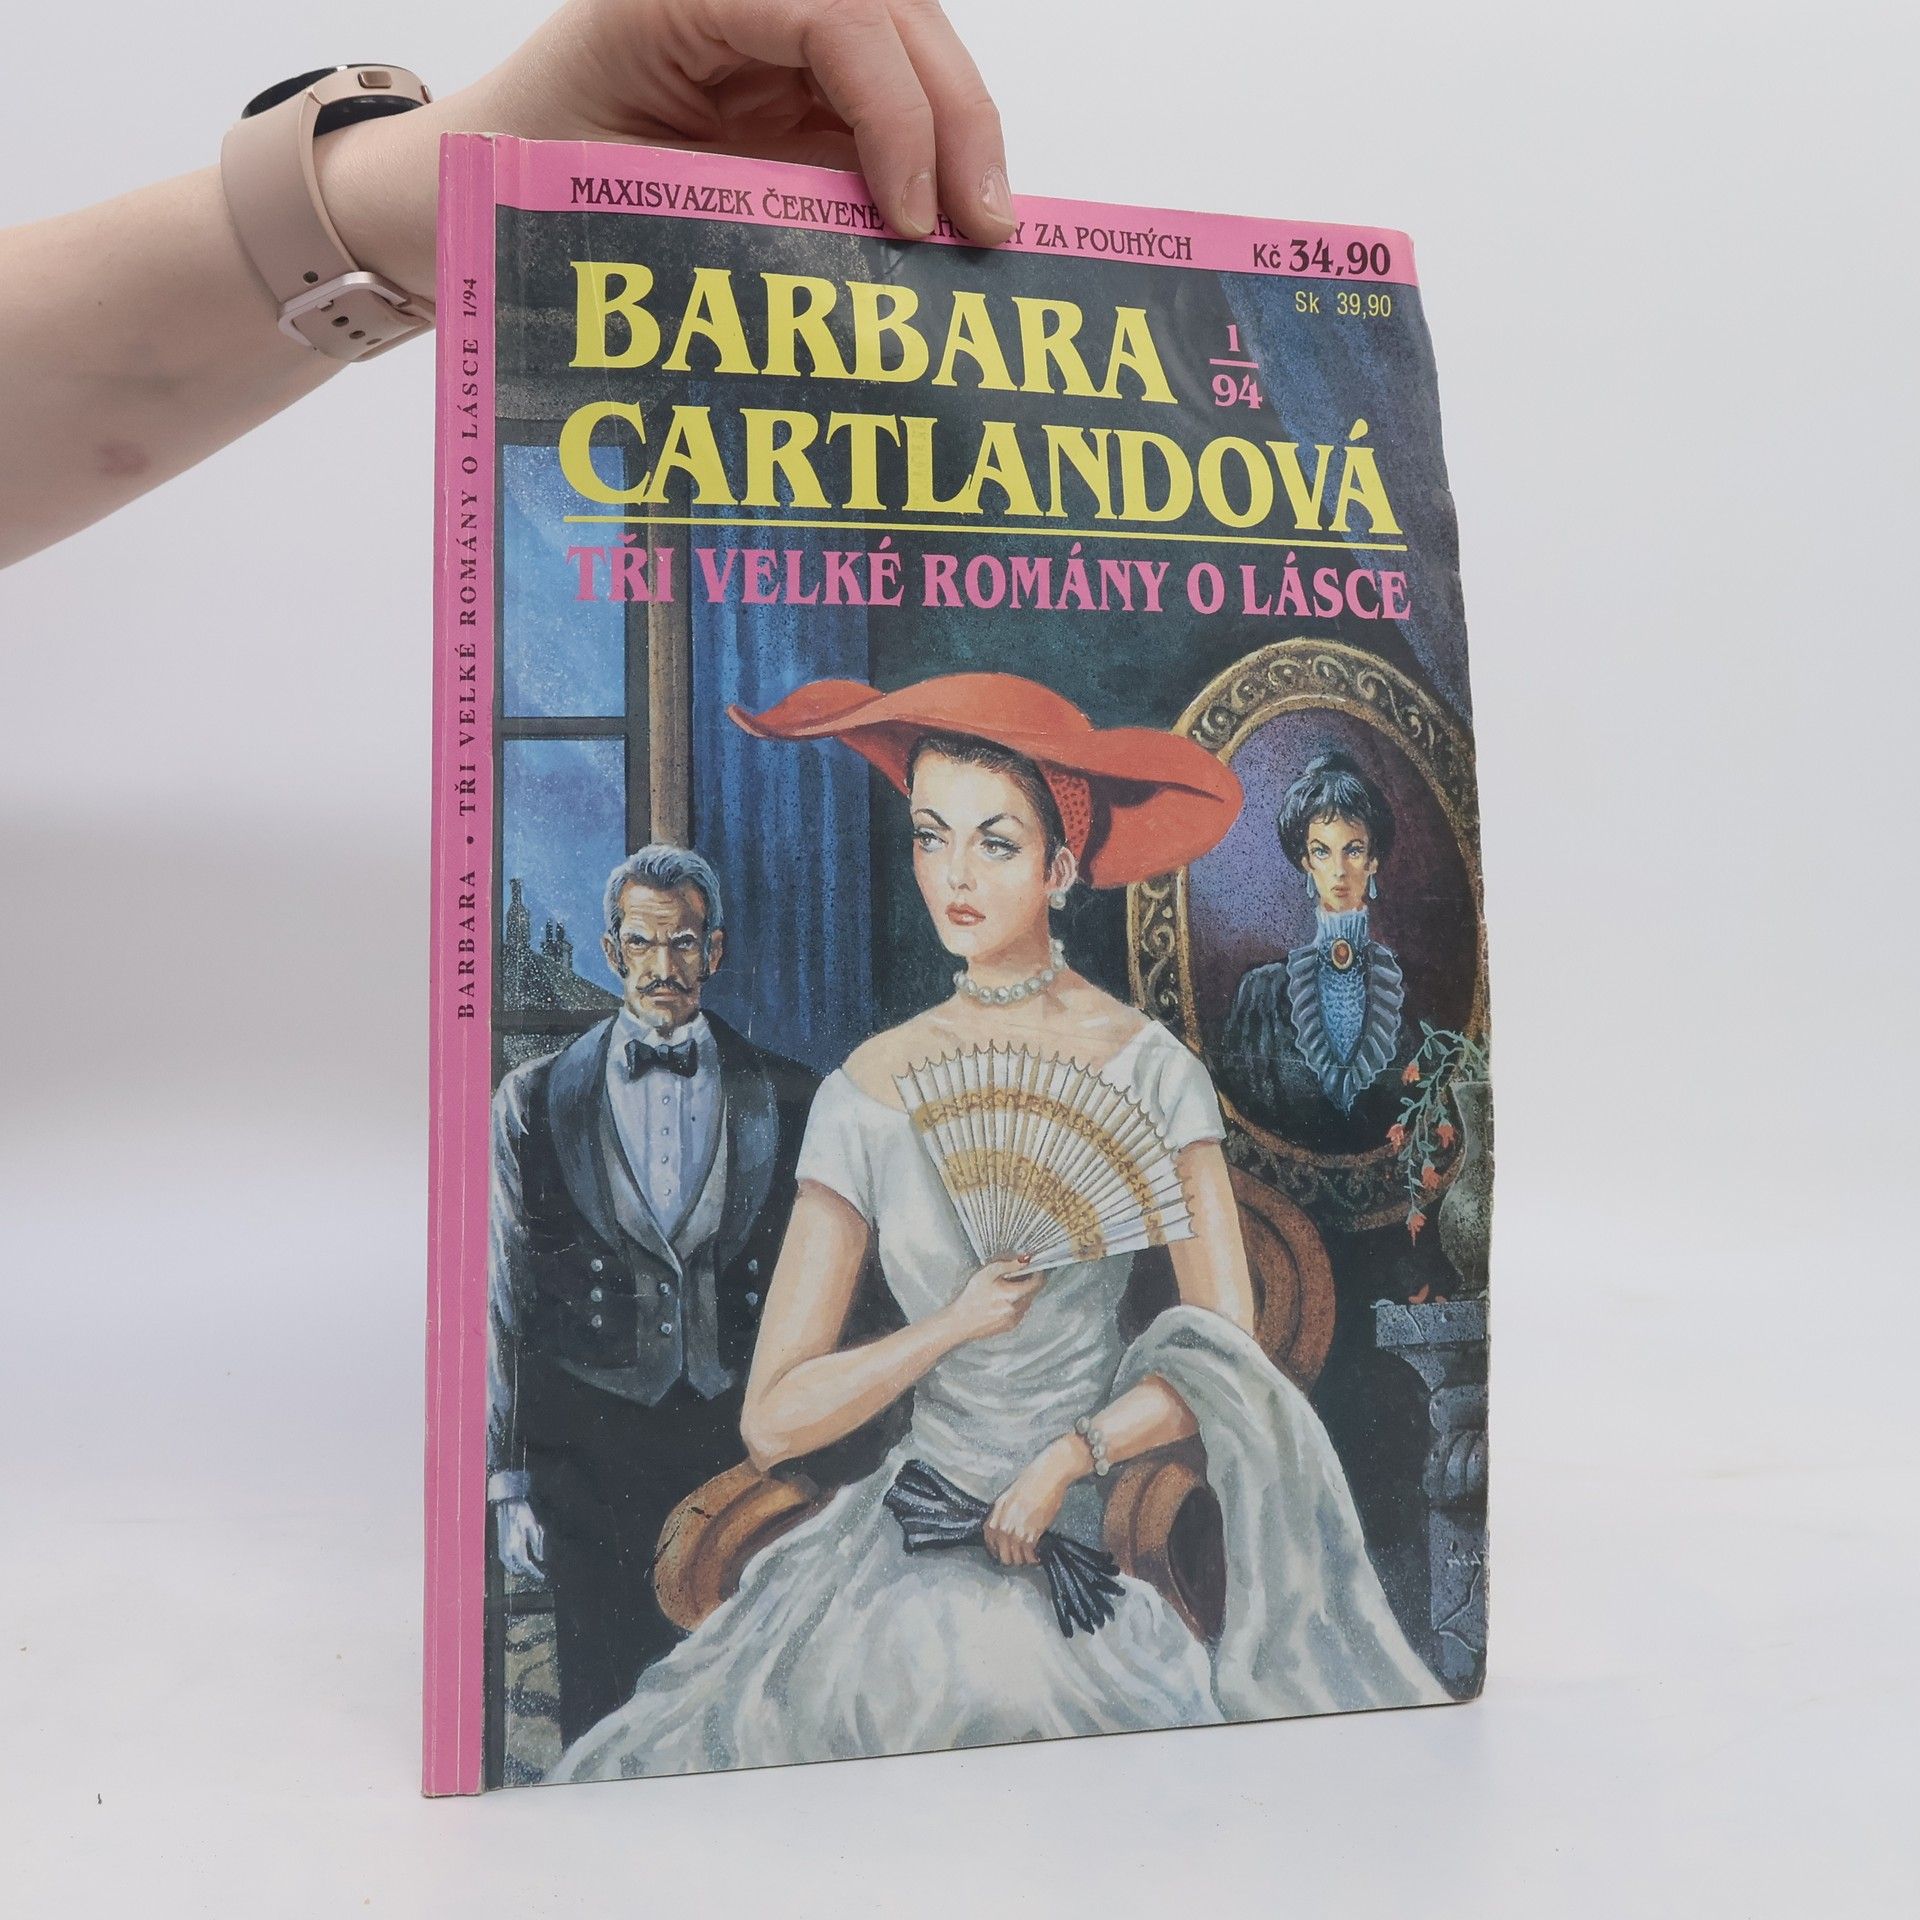 MAXISVAZEK ČERVENÉ ZA POUHÝCH
Kč 34,90
Sk 39,90
BARBARA
1
94
CARTLANDOVÁ
TŘI VELKÉ ROMÁNY O LÁSCE
BARBARA • TŘI VELKÉ ROMÁNY O LÁSCE 1/94